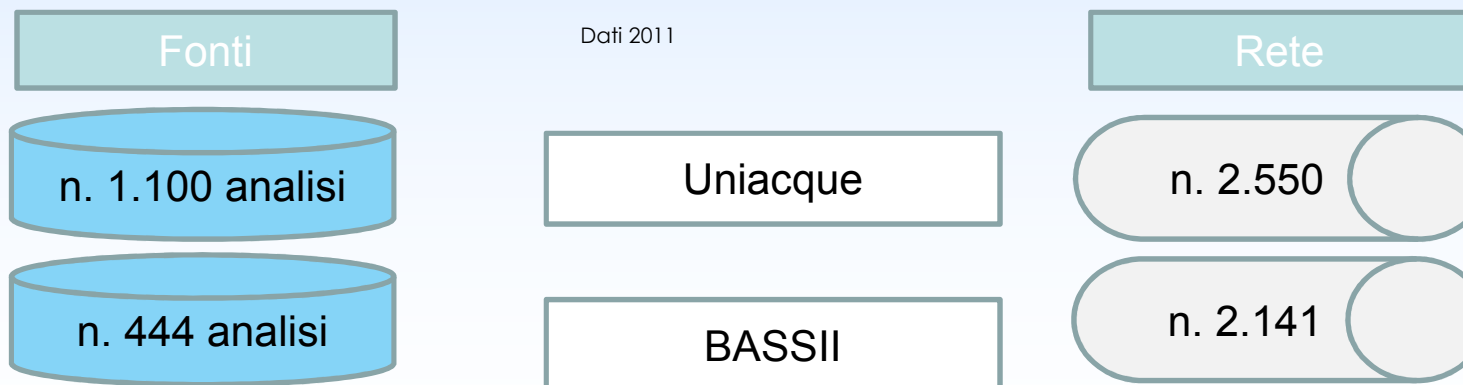 Fonti
Dati 2011
Rete
n. 1.100 analisi
Uniacque
n. 2.550
n. 444 analisi
BASSII
n. 2.141